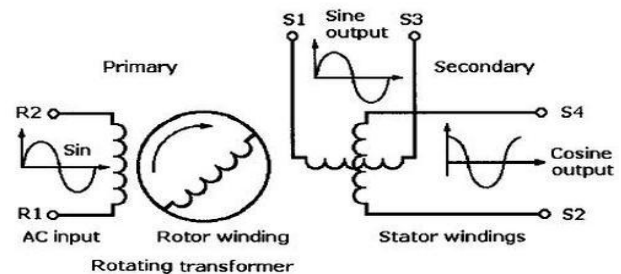 S1
Sine
output
S3
Primary
Secondary
R2
Sin
S4
Cosine
output
R1
S2
AC input
Rotor winding
Stator windings
Rotating transformer